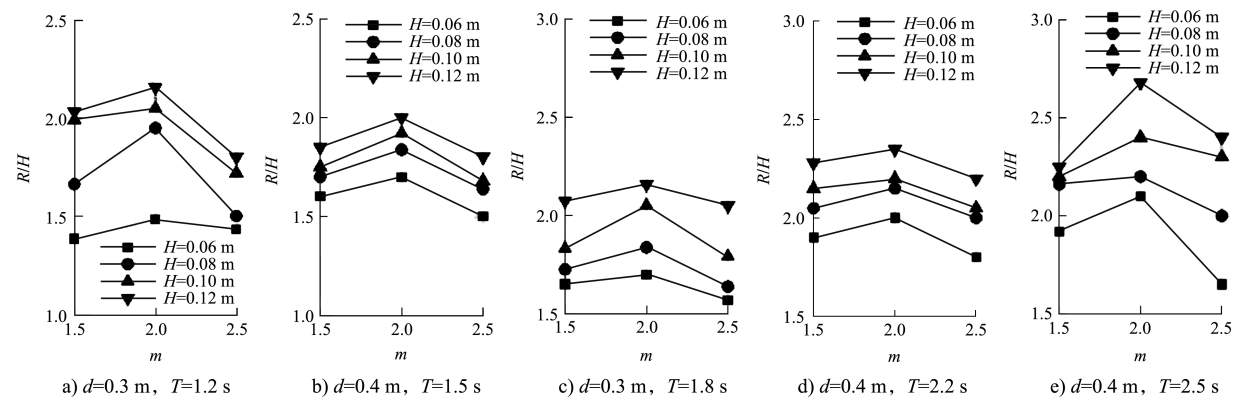 2.5
2.0
1.5
1.0
R/H
H=0.06 m
H=0.08 m
H=0.10 m
H=0.12 m
1.5 2.0 2.5
m
a) d=0.3 m，T=1.2 s
2.5
2.0
1.5
1.0
R/H
H=0.06 m
H=0.08 m
H=0.10 m
H=0.12 m
1.5 2.0 2.5
m
b) d=0.4 m，T=1.5 s
3.0
2.5
2.0
1.5
R/H
H=0.06 m
H=0.08 m
H=0.10 m
H=0.12 m
1.5 2.0 2.5
m
c) d=0.3 m，T=1.8 s
3.0
2.5
2.0
1.5
R/H
H=0.06 m
H=0.08 m
H=0.10 m
H=0.12 m
1.5 2.0 2.5
m
d) d=0.4 m，T=2.2 s
3.0
2.5
2.0
1.5
R/H
H=0.06 m
H=0.08 m
H=0.10 m
H=0.12 m
1.5 2.0 2.5
m
e) d=0.4 m，T=2.5 s